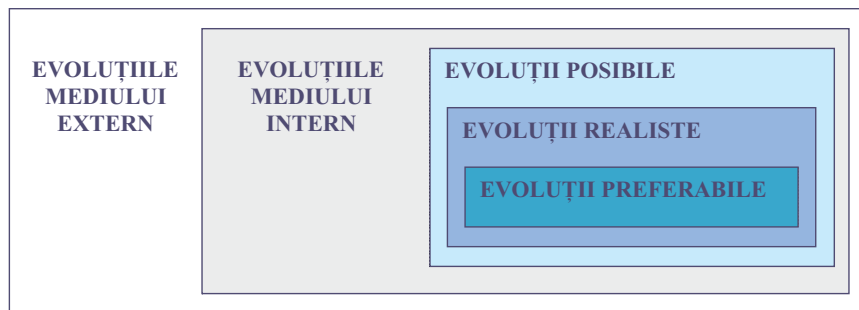 EVOLUȚIILE
MEDIULUI
EXTERN
EVOLUȚIILE
MEDIULUI
INTERN
EVOLUȚII POSIBILE
EVOLUȚII REALISTE
EVOLUȚII PREFERABILE